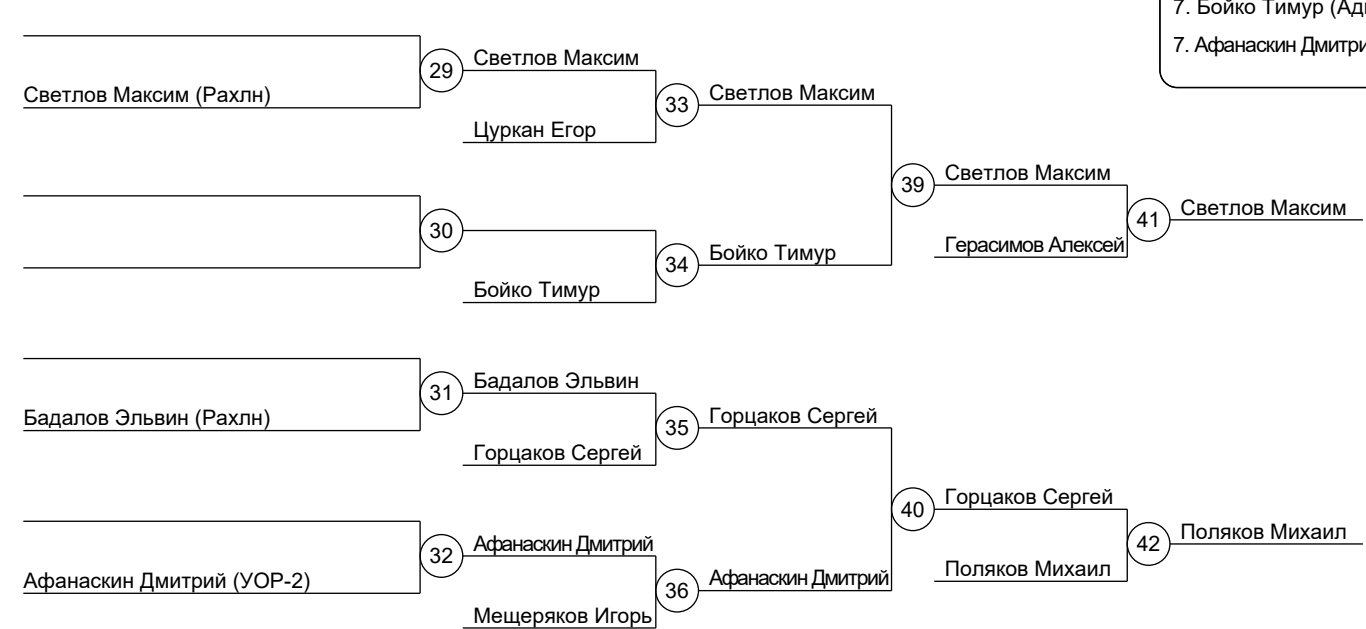 7. Бойко Тимур
7. Афанаскин
29 Светлов Максим
Светлов Максим (Рахлн)
33 Светлов Максим
Цуркан Егор
39 Светлов Максим
41 Светлов Максим
30
Герасимов Алексей
34 Бойко Тимур
Бойко Тимур
31 Бадалов Эльвин
Бадалов Эльвин (Рахлн)
35 Горцаков Сергей
Горцаков Сергей
40 Горцаков Сергей
42 Поляков Михаил
32 Афанаскин Дмитрий
Поляков Михаил
Афанаскин Дмитрий (УОР-2)
36 Афанаскин Дмитрий
Мещеряков Игорь